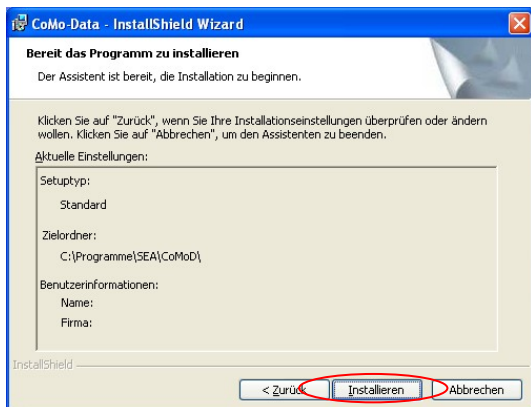 CoMo-Data - InstallShield Wizard
Bereit das Programm zu installieren
Der Assistent ist bereit, die Installation zu beginnen.
Klicken Sie auf "Zurück", wenn Sie Ihre Installationseinstellungen überprüfen oder ändern
wollen. Klicken Sie auf "Abbrechen", um den Assistenten zu beenden.
Aktuelle Einstellungen:
Setuptyp:
Standard
Zielordner:
C:\Programme\SEA\CoMoD\
Benutzerinformationen:
Name:
Firma:
InstallShield
< Zurück
Installieren
Abbrechen